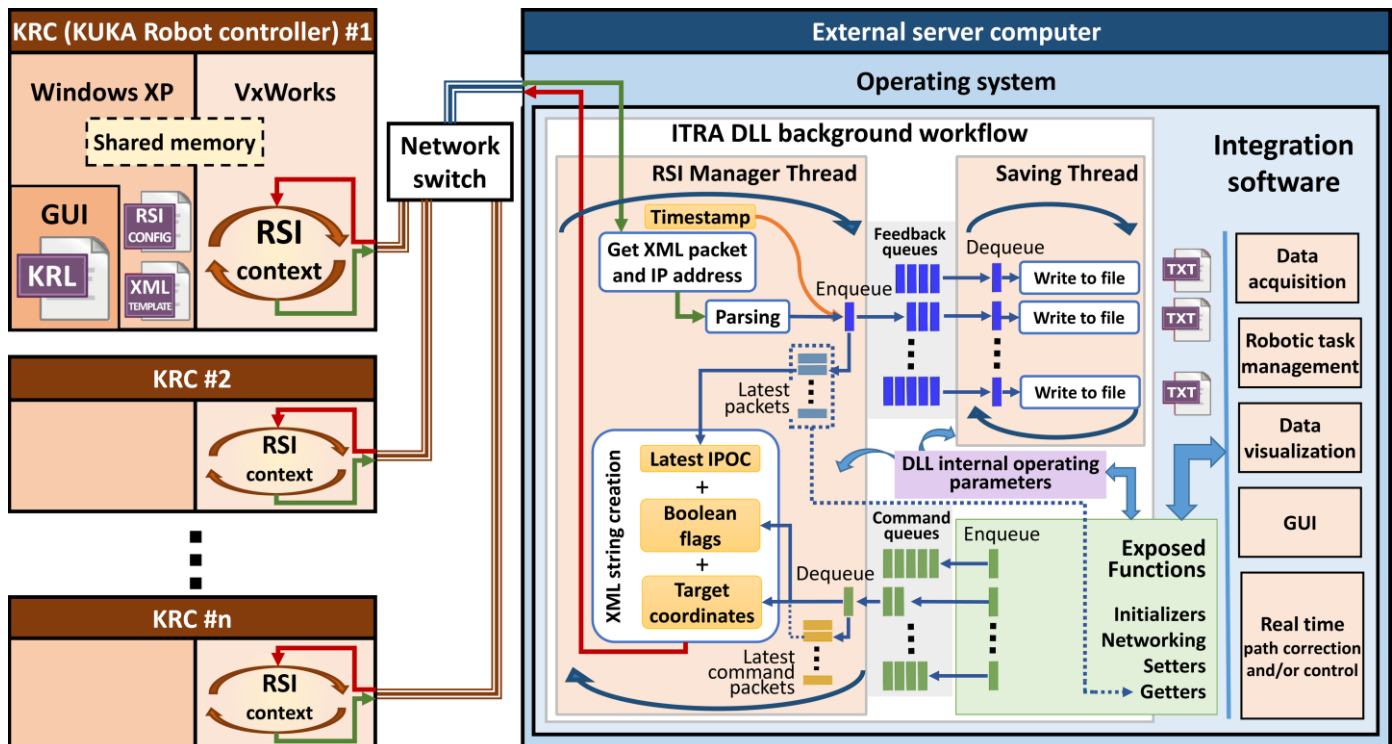 KRC (KUKA Robot controller) #1
Windows XP
VxWorks
Shared memory
GUI
KRL
RSI
CONFIG
XML
TEMPLATE
RSI
context
KRC #2
RSI
context
KRC #n
RSI
context
Network
switch
External server computer
Operating system
ITRA DLL background workflow
RSI Manager Thread
Timestamp
Get XML packet
and IP address
Parsing
Enqueue
Feedback
queues
Latest
packets
Saving Thread
Dequeue
Write to file
Write to file
Write to file
TXT
TXT
TXT
XML string creation
Latest IPOC
+
Boolean
flags
+
Target
coordinates
DLL internal operating
parameters
Command
queues
Dequeue
Latest
command
packets
Enqueue
Exposed
Functions
Initializers
Networking
Setters
Getters
Integration
software
Data
acquisition
Robotic task
management
Data
visualization
GUI
Real time
path correction
and/or control